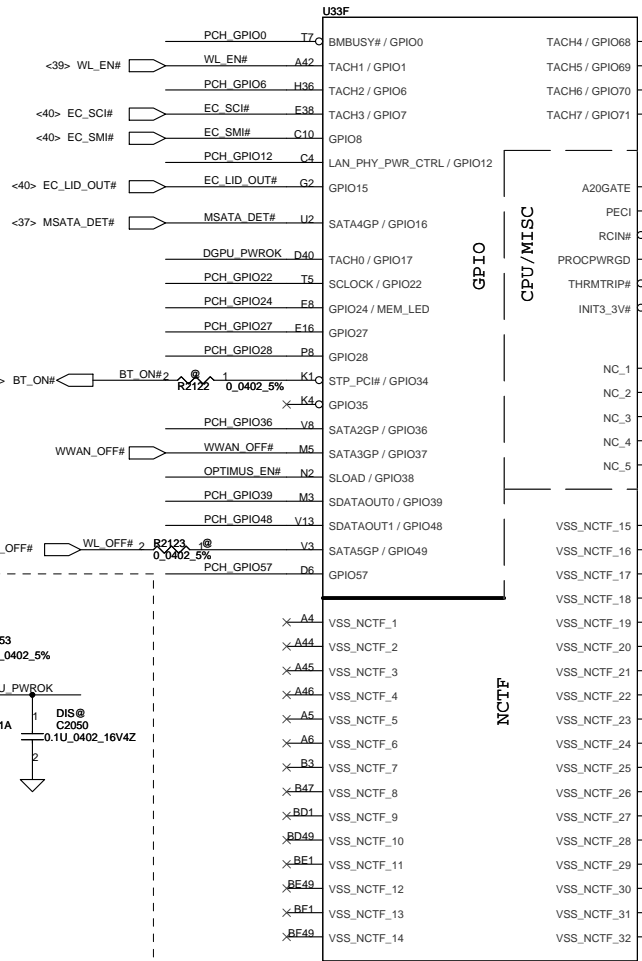 U33F
PCH_GPIO0 T7 BMBUSY# / GPIO0 TACH4 / GPIO68
<39> WL_EN# WL_EN# A42 TACH1 / GPIO1 TACH5 / GPIO69
PCH_GPIO6 H36 TACH2 / GPIO6 TACH6 / GPIO70
<40> EC_SCI# EC_SCI# E38 TACH3 / GPIO7 TACH7 / GPIO71
<40> EC_SMI# EC_SMI# C10 GPIO8
PCH_GPIO12 C4 LAN_PHY_PWR_CTRL / GPIO12
<40> EC_LID_OUT# EC_LID_OUT# G2 GPIO15 A20GATE
PECI
<37> MSATA_DET# MSATA_DET# U2 SATA4GP / GPIO16
RCIN#
DGPU_PWROK D40 TACH0 / GPIO17 PROCPWRGD
GPIO
CPU/MISC
PCH_GPIO22 T5 SCLOCK / GPIO22 THRMTRIP#
PCH_GPIO24 E8 GPIO24 / MEM_LED INIT3_3V#
PCH_GPIO27 E16 GPIO27
PCH_GPIO28 P8 GPIO28
NC_1
> BT_ON# BT_ON# 2 @ 1 K1 STP_PCI# / GPIO34
R2122 0_0402_5%
NC_2
K4 GPIO35 NC_3
PCH_GPIO36 V8 SATA2GP / GPIO36 NC_4
WWAN_OFF# WWAN_OFF# M5 SATA3GP / GPIO37 NC_5
OPTIMUS_EN# N2 SLOAD / GPIO38
PCH_GPIO39 M3 SDATAOUT0 / GPIO39
PCH_GPIO48 V13 SDATAOUT1 / GPIO48 VSS_NCTF_15
_OFF# WL_OFF# 2 R2123 1 @ V3 SATA5GP / GPIO49 VSS_NCTF_16
0_0402_5%
PCH_GPIO57 D6 GPIO57 VSS_NCTF_17
VSS_NCTF_18
A4 VSS_NCTF_1 VSS_NCTF_19
53
A44 VSS_NCTF_2 VSS_NCTF_20
_0402_5%
A45 VSS_NCTF_3 VSS_NCTF_21
U_PWROK
A46 VSS_NCTF_4 VSS_NCTF_22
NCTF
1A 1 DIS@
C2050
0.1U_0402_16V4Z
2
A5 VSS_NCTF_5 VSS_NCTF_23
A6 VSS_NCTF_6 VSS_NCTF_24
B3 VSS_NCTF_7 VSS_NCTF_25
B47 VSS_NCTF_8 VSS_NCTF_26
BD1 VSS_NCTF_9 VSS_NCTF_27
BD49 VSS_NCTF_10 VSS_NCTF_28
BE1 VSS_NCTF_11 VSS_NCTF_29
BE49 VSS_NCTF_12 VSS_NCTF_30
BF1 VSS_NCTF_13 VSS_NCTF_31
BF49 VSS_NCTF_14 VSS_NCTF_32